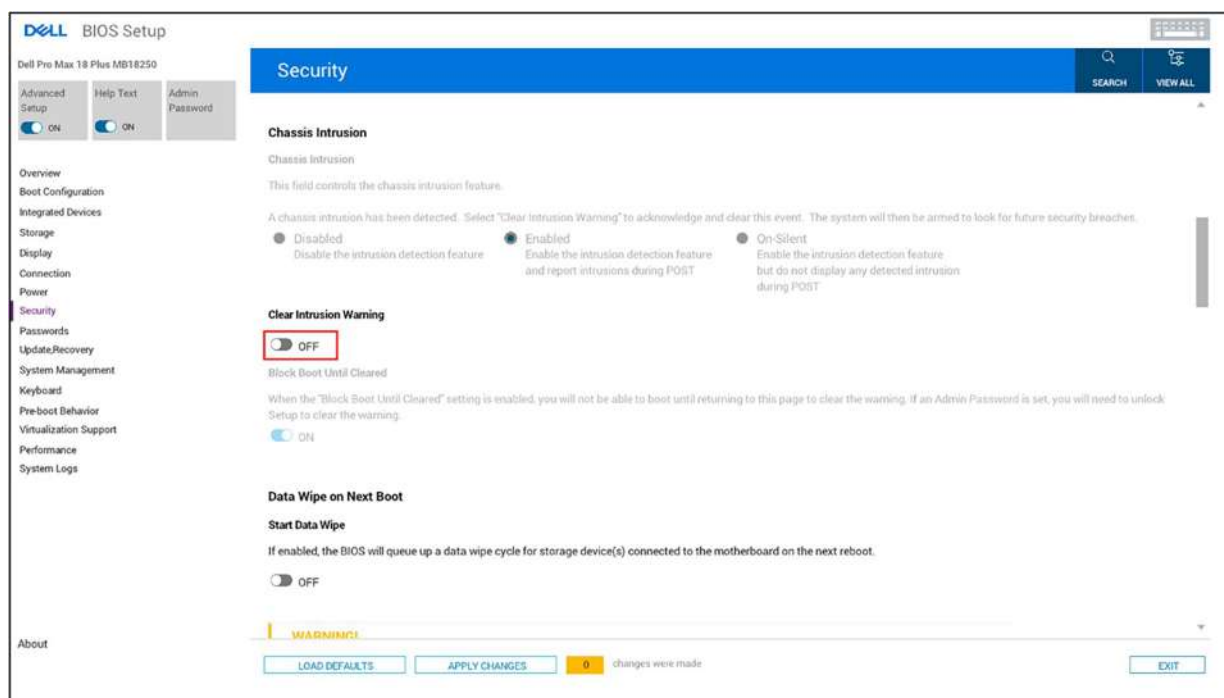 DELL BIOS Setup
Dell Pro Max 18 Plus MB18250
Advanced Setup
ON
Help Text
ON
Admin Password
Overview
Boot Configuration
Integrated Devices
Storage
Display
Connection
Power
Security
Passwords
Update,Recovery
System Management
Keyboard
Pre-boot Behavior
Virtualization Support
Performance
System Logs
About
Security
SEARCH
VIEW ALL
Chassis Intrusion
Chassis Intrusion
This field controls the chassis intrusion feature.
A chassis intrusion has been detected. Select "Clear Intrusion Warning" to acknowledge and clear this event. The system will then be armed to look for future security breaches.
Disabled
Disable the intrusion detection feature
Enabled
Enable the intrusion detection feature
and report intrusions during POST
On-Silent
Enable the intrusion detection feature
but do not display any detected intrusion
during POST
Clear Intrusion Warning
OFF
Block Boot Until Cleared
When the "Block Boot Until Cleared" setting is enabled, you will not be able to boot until returning to this page to clear the warning. If an Admin Password is set, you will need to unlock
Setup to clear the warning.
ON
Data Wipe on Next Boot
Start Data Wipe
If enabled, the BIOS will queue up a data wipe cycle for storage device(s) connected to the motherboard on the next reboot.
OFF
WARNING!
LOAD DEFAULTS
APPLY CHANGES
0 changes were made
EXIT